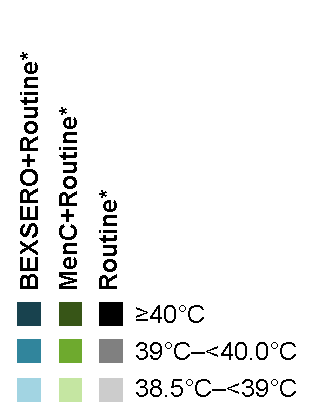 BEXSERO+Routine*
MenC+Routine*
Routine*
≥40°C
39°C–<40.0°C
38.5°C–<39°C